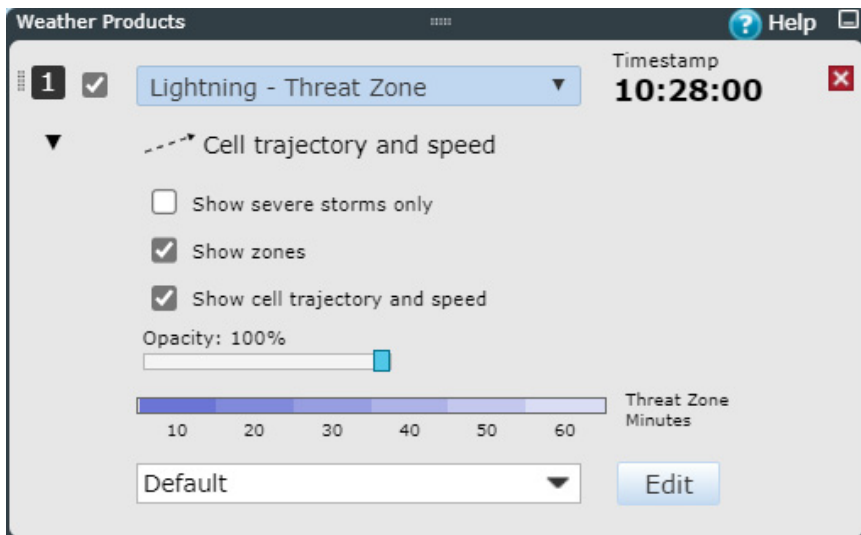 Weather Products
Help
Timestamp
1
Lightning - Threat Zone
10:28:00
Cell trajectory and speed
Show severe storms only
Show zones
Show cell trajectory and speed
Opacity: 100%
Threat Zone
Minutes
10 20 30 40 50 60
Default
Edit